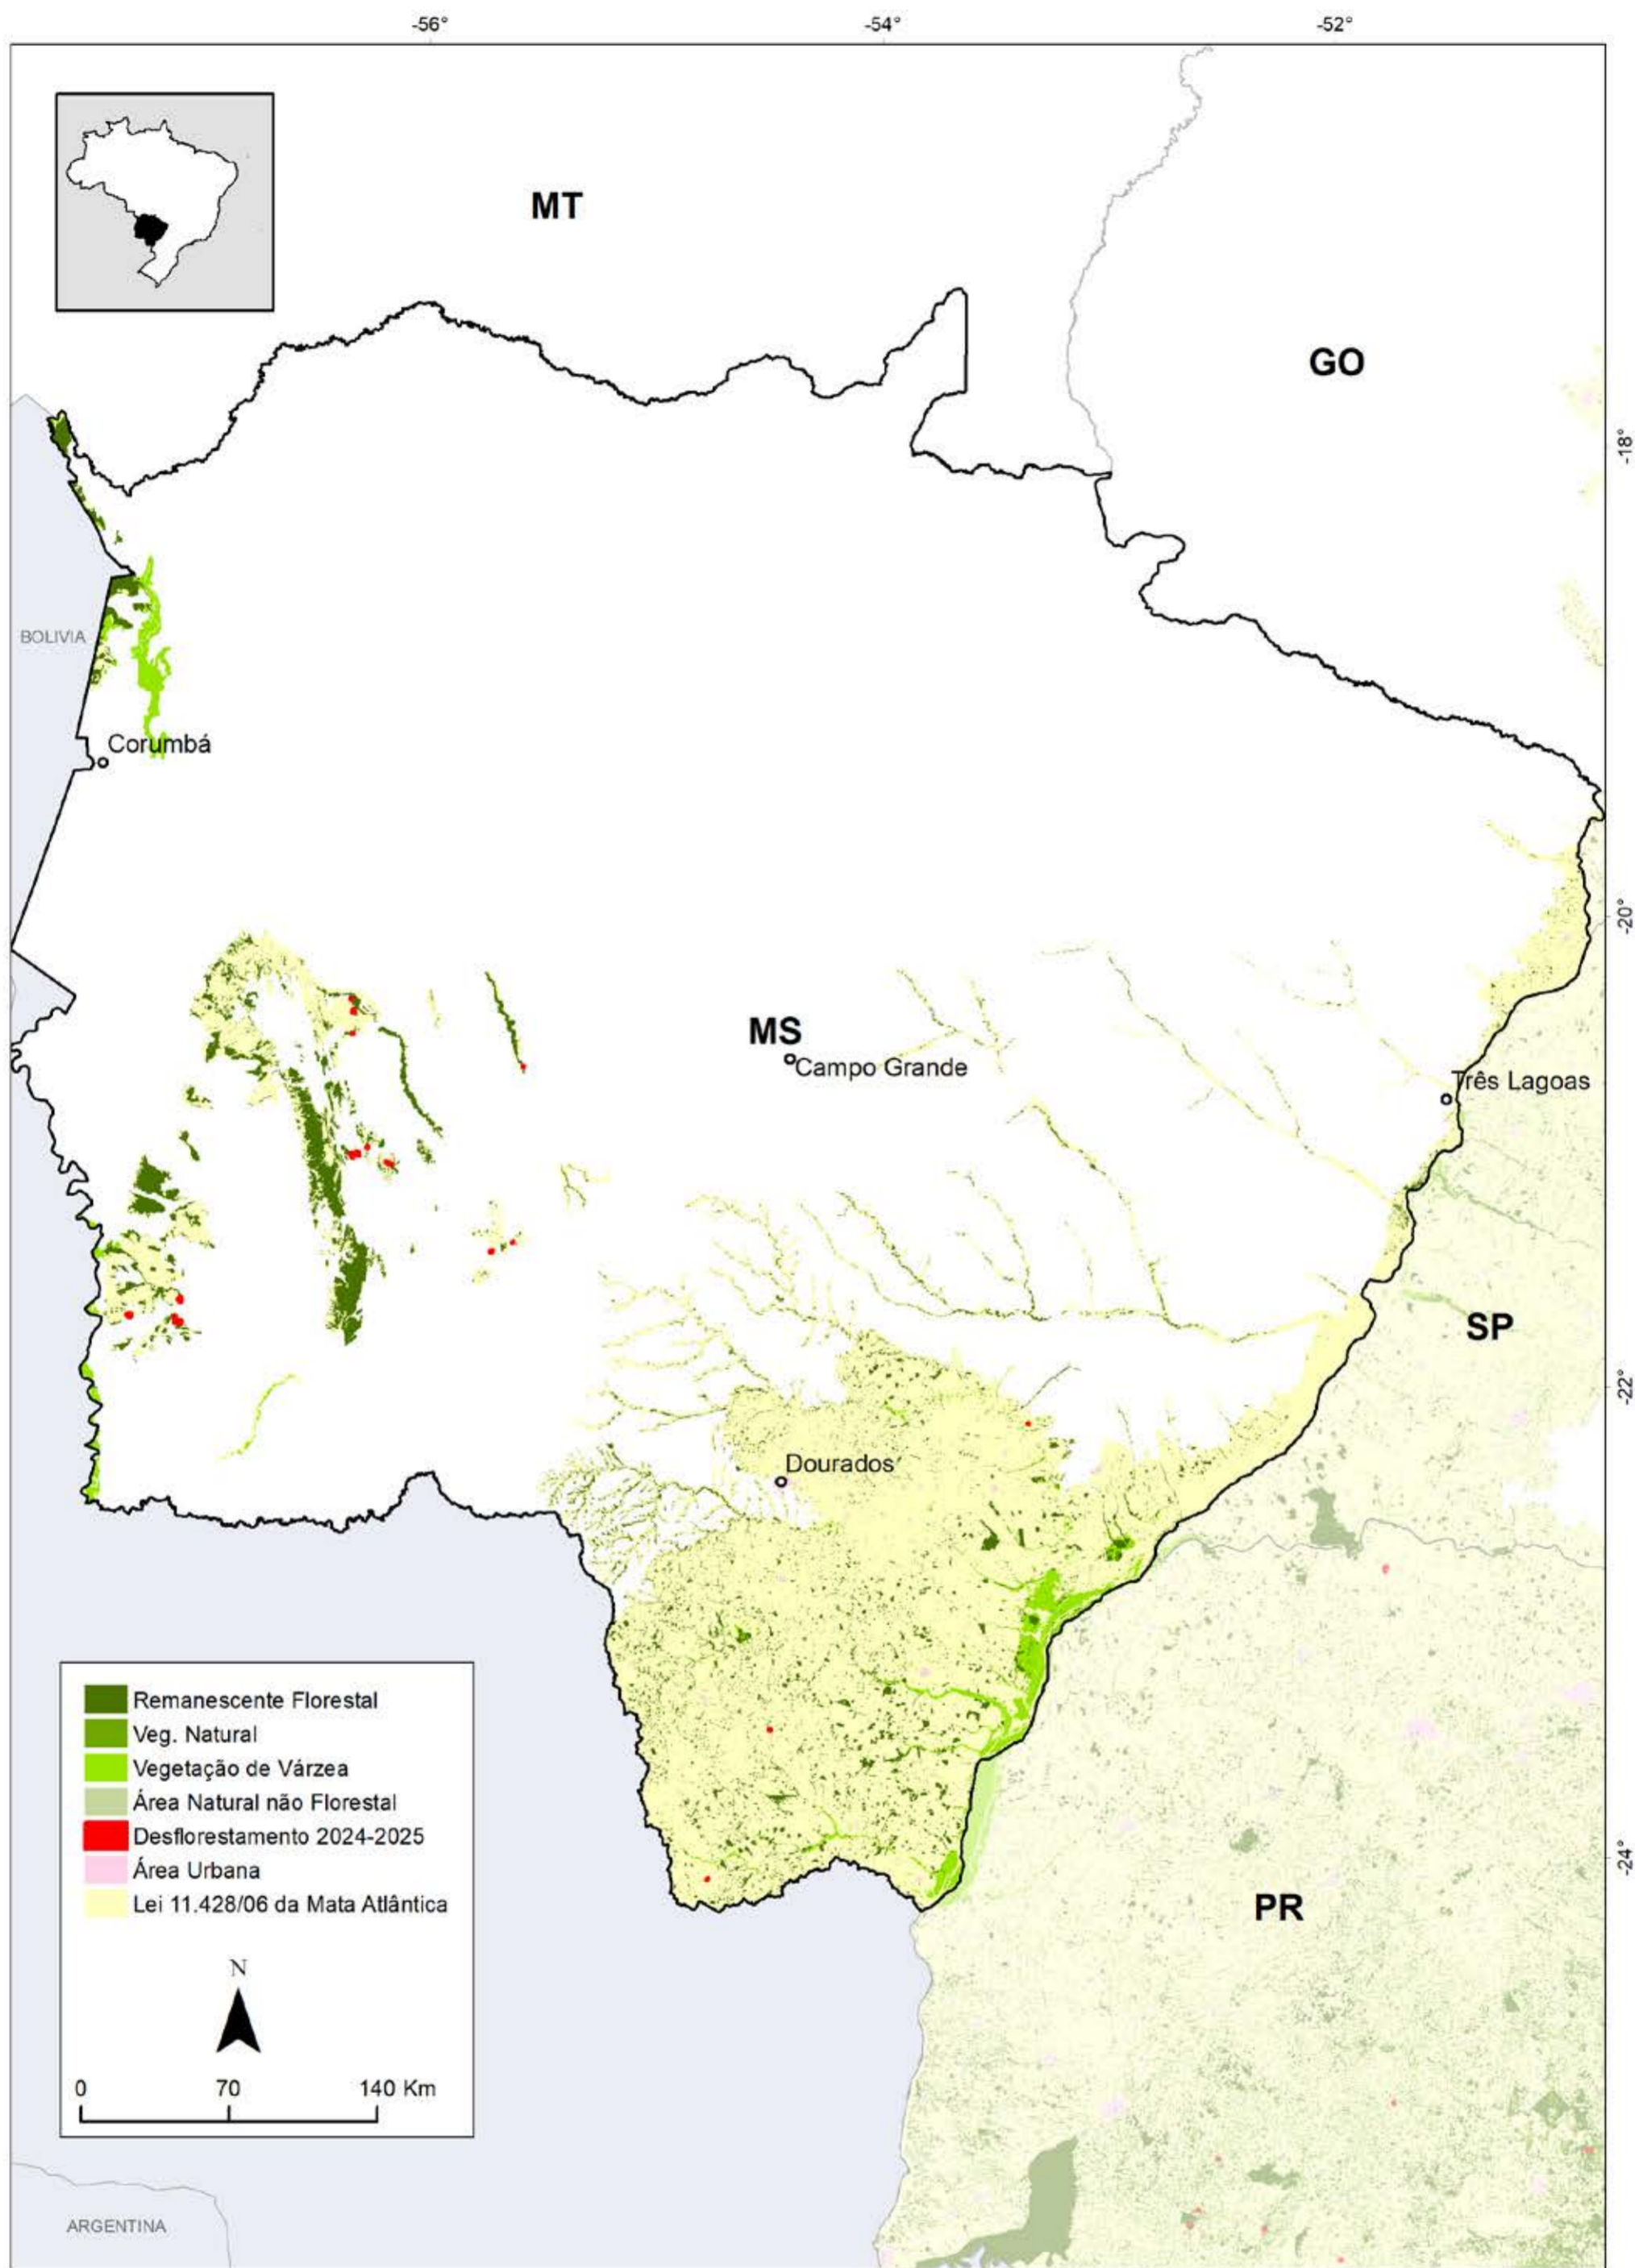 -56°
-54°
-52°
MT
GO
-18°
BOLIVIA
Corumbá
-20°
MS
Campo Grande
Três Lagoas
SP
-22°
Dourados
Remanescente Florestal
Veg. Natural
Vegetação de Várzea
Área Natural não Florestal
Desflorestamento 2024-2025
Área Urbana
Lei 11.428/06 da Mata Atlântica
-24°
PR
N
0 70 140 Km
ARGENTINA